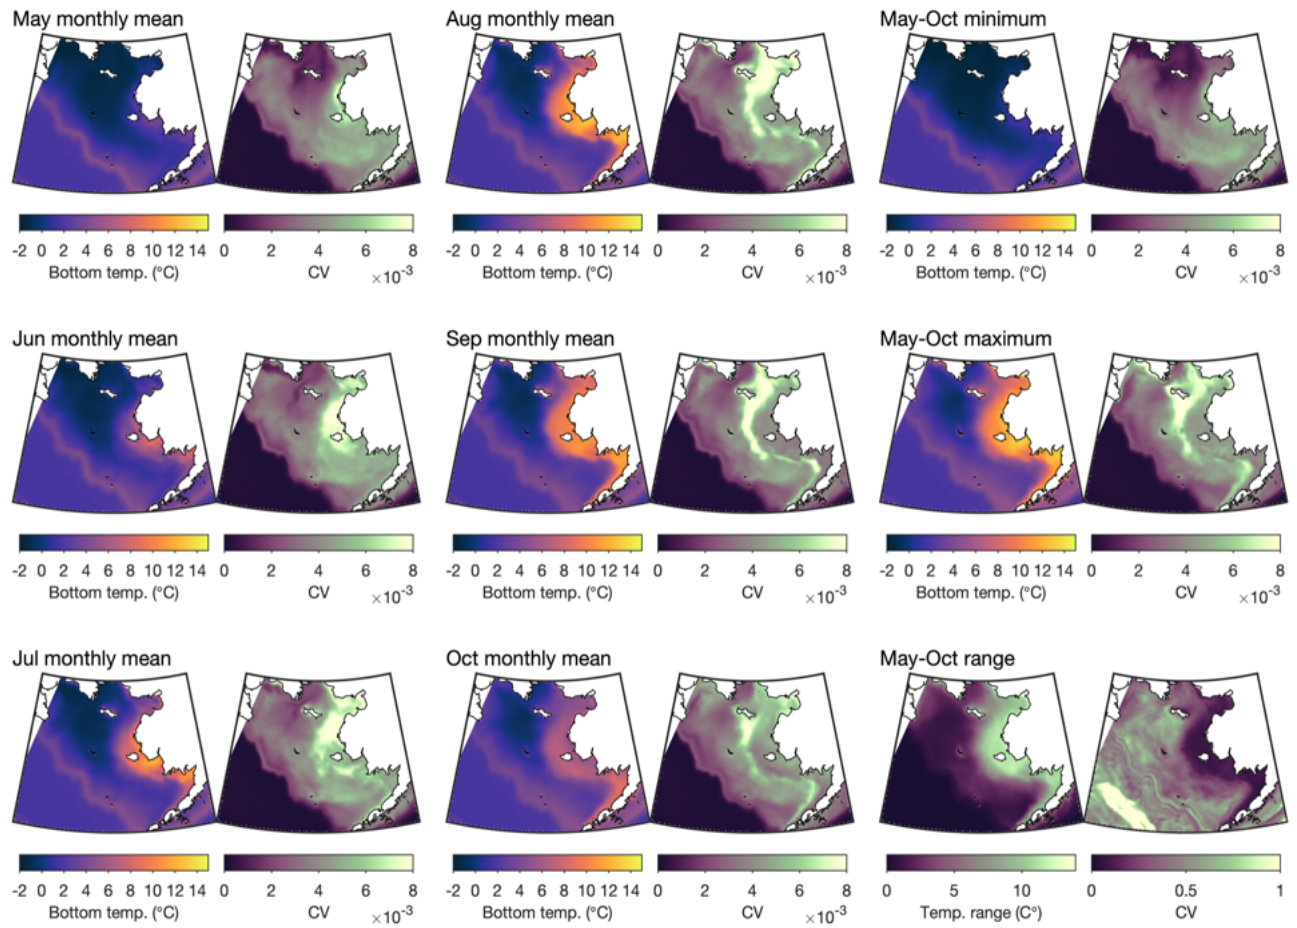 May monthly mean
Aug monthly mean
May-Oct minimum
-2 0 2 4 6 8 10 12 14
0 2 4 6 8
-2 0 2 4 6 8 10 12 14
0 2 4 6 8
-2 0 2 4 6 8 10 12 14
0 2 4 6 8
Bottom temp. (°C)
CV
×10⁻³
Bottom temp. (°C)
CV
×10⁻³
Bottom temp. (°C)
CV
×10⁻³
Jun monthly mean
Sep monthly mean
May-Oct maximum
-2 0 2 4 6 8 10 12 14
0 2 4 6 8
-2 0 2 4 6 8 10 12 14
0 2 4 6 8
-2 0 2 4 6 8 10 12 14
0 2 4 6 8
Bottom temp. (°C)
CV
×10⁻³
Bottom temp. (°C)
CV
×10⁻³
Bottom temp. (°C)
CV
×10⁻³
Jul monthly mean
Oct monthly mean
May-Oct range
-2 0 2 4 6 8 10 12 14
0 2 4 6 8
-2 0 2 4 6 8 10 12 14
0 2 4 6 8
0 5 10
0 0.5 1
Bottom temp. (°C)
CV
×10⁻³
Bottom temp. (°C)
CV
×10⁻³
Temp. range (C°)
CV